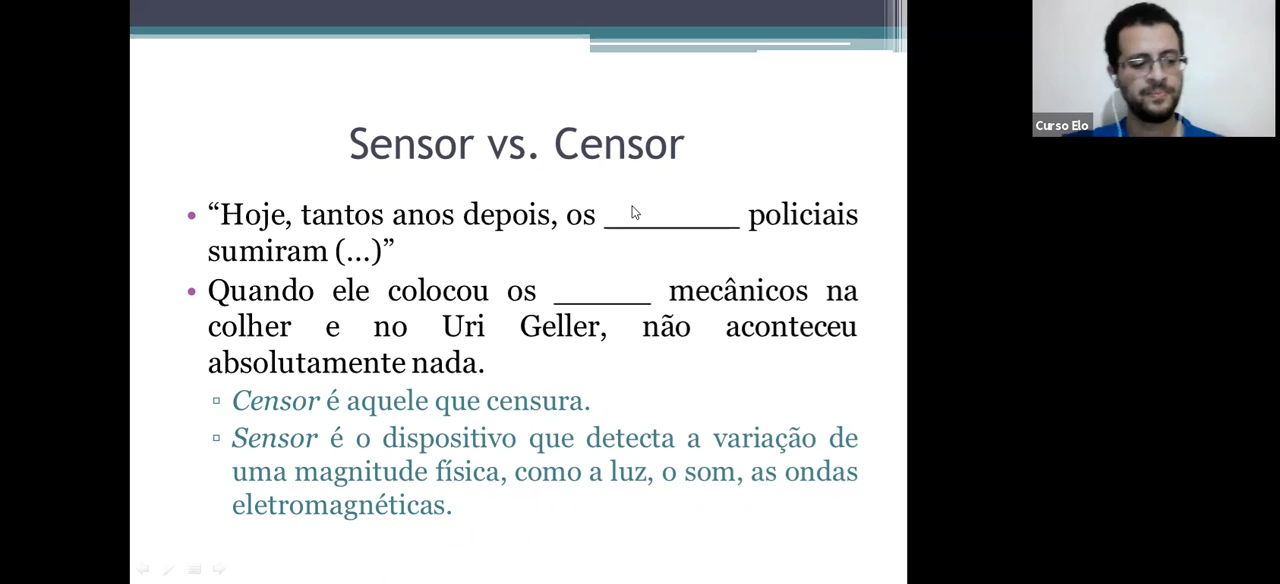 Sensor vs. Censor
• “Hoje, tantos anos depois, os _________ policiais
sumiram (...)”
• Quando ele colocou os ______ mecânicos na
colher e no Uri Geller, não aconteceu
absolutamente nada.
▫ Censor é aquele que censura.
▫ Sensor é o dispositivo que detecta a variação de
uma magnitude física, como a luz, o som, as ondas
eletromagnéticas.
Curso Elo